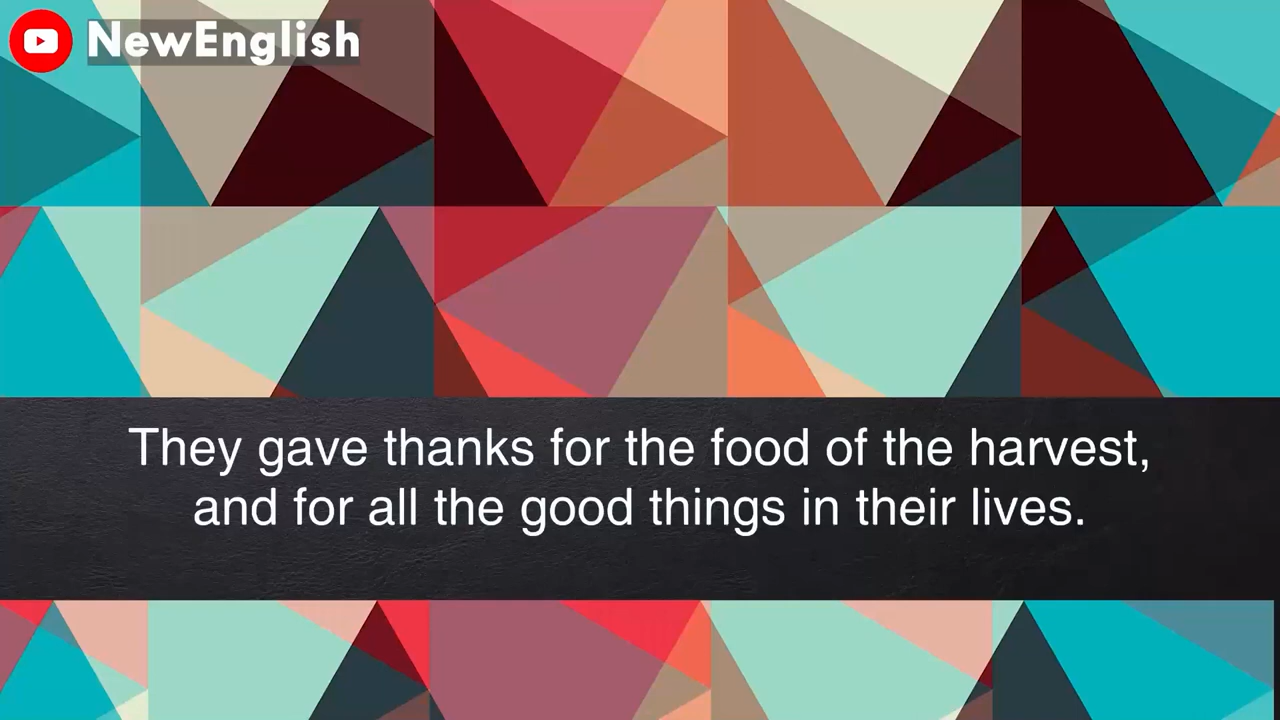 NewEnglish
They gave thanks for the food of the harvest,
and for all the good things in their lives.